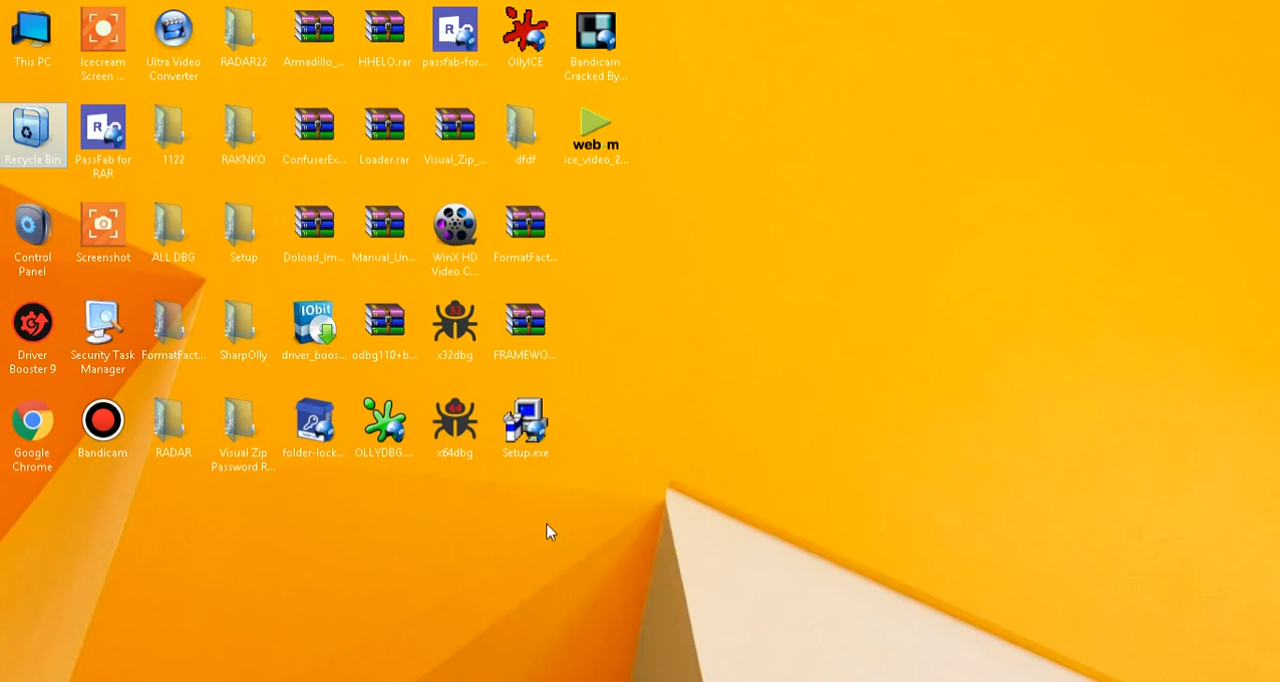 This PC
Icecream
Screen ...
Ultra Video
Converter
RADAR22
Armadillo_...
HHELO.rar
passfab-for...
OllyICE
Bandicam
Cracked By...
Recycle Bin
PassFab for
RAR
1122
RAKNKO
ConfuserEx...
Loader.rar
Visual_Zip_...
dfdf
web m
ice_video_2...
Control
Panel
Screenshot
ALL DBG
Setup
Doload_Im...
Manual_Un...
WinX HD
Video C...
FormatFact...
Driver
Booster 9
Security Task
Manager
FormatFact...
SharpOlly
IObit
driver_boos...
odbg110+b...
32
x32dbg
FRAMEWO...
Google
Chrome
Bandicam
RADAR
Visual Zip
Password R...
folder-lock...
OLLYDBG....
64
x64dbg
Setup.exe